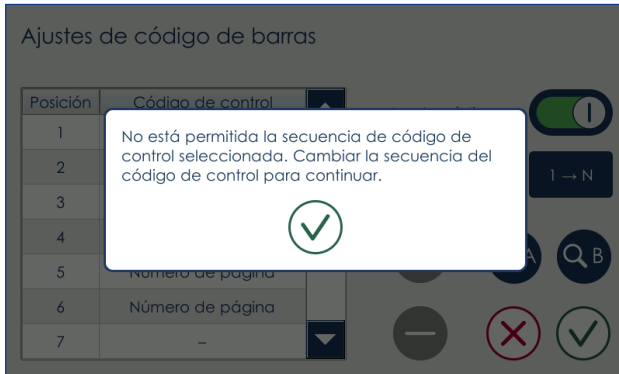 Ajustes de código de barras
Posición Código de control
1
No está permitida la secuencia de código de
control seleccionada. Cambiar la secuencia del
código de control para continuar.
2
1 → N
3
4
A
B
5 Número de página
6 Número de página
7 –